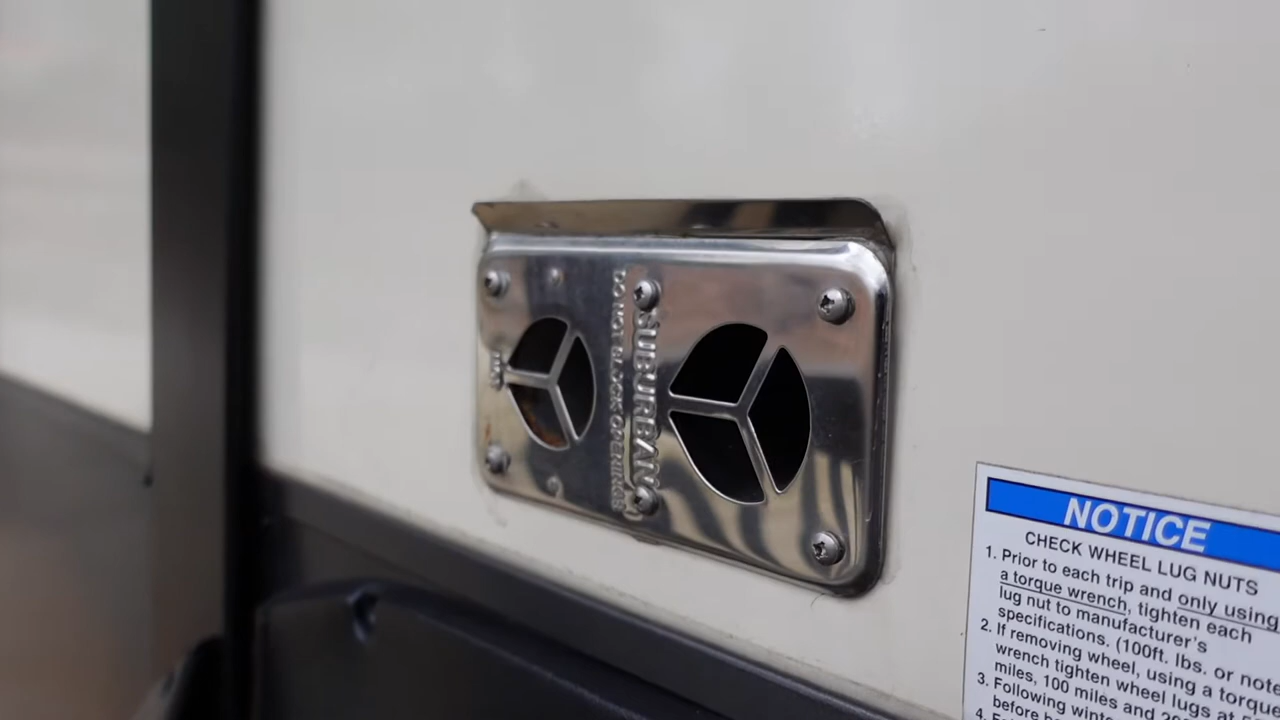 DO NOT BLOCK OPENINGS
SUBURBAN
NOTICE
CHECK WHEEL LUG NUTS
1. Prior to each trip and only using
a torque wrench, tighten each
lug nut to manufacturer's
specifications. (100ft. lbs. or note
2. If removing wheel, using a torque
wrench tighten wheel lugs at
miles, 100 miles and
3. Following
before
4.